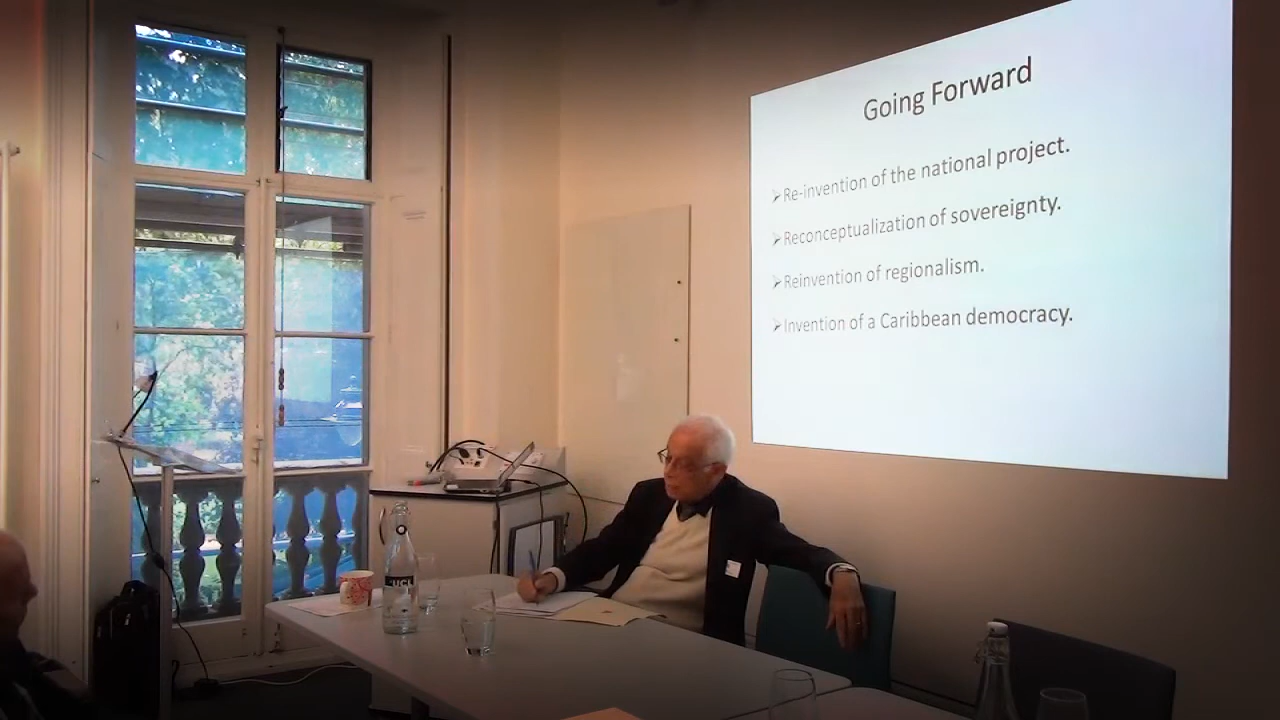 Going Forward
➢Re-invention of the national project.
➢Reconceptualization of sovereignty.
➢Reinvention of regionalism.
➢Invention of a Caribbean democracy.
UCL